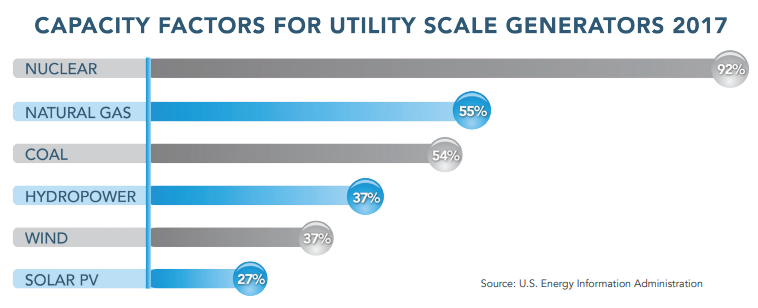 CAPACITY FACTORS FOR UTILITY SCALE GENERATORS 2017
NUCLEAR 92%
NATURAL GAS 55%
COAL 54%
HYDROPOWER 37%
WIND 37%
SOLAR PV 27%
Source: U.S. Energy Information Administration